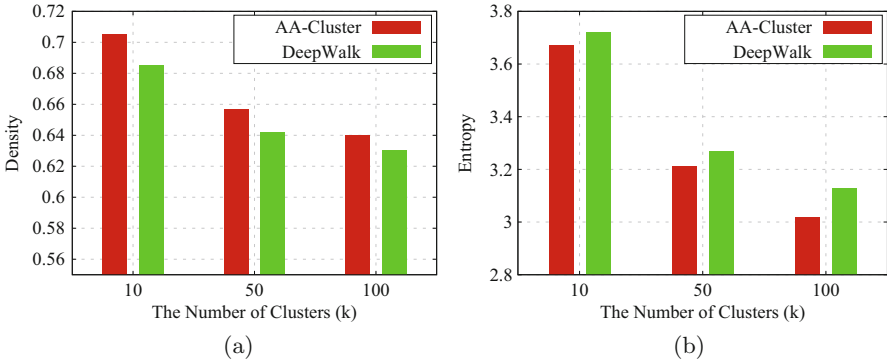 0.72
0.7
0.68
0.66
0.64
0.62
0.6
0.58
0.56
Density
AA-Cluster
DeepWalk
10
50
100
The Number of Clusters (k)
(a)
3.8
3.6
3.4
3.2
3
2.8
Entropy
AA-Cluster
DeepWalk
10
50
100
The Number of Clusters (k)
(b)